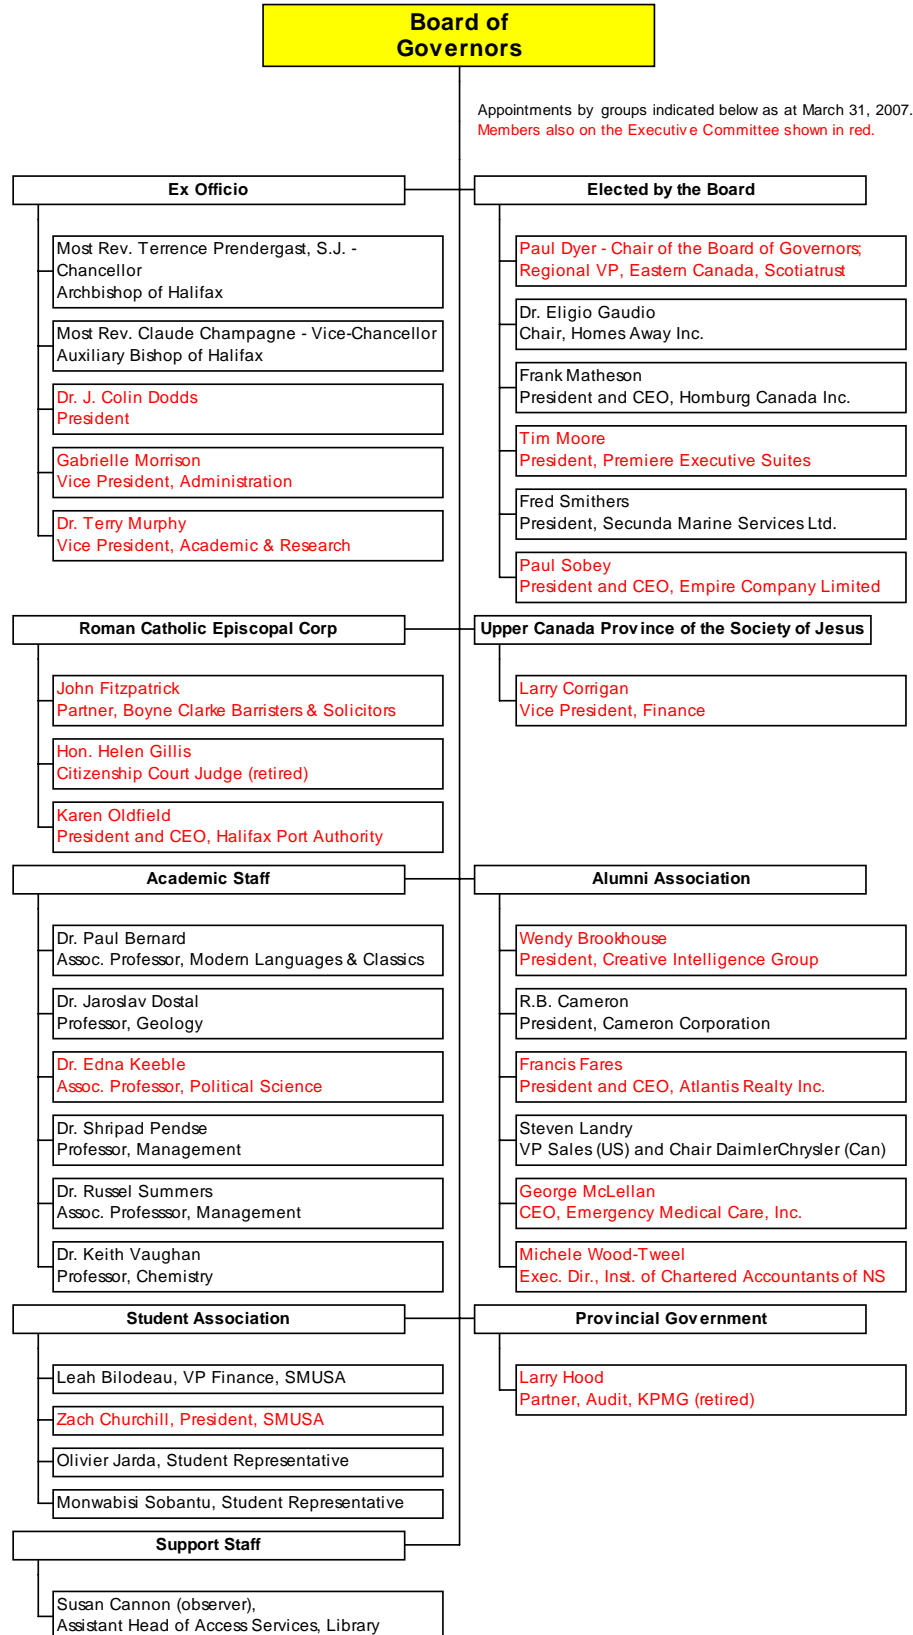 Board of
Governors
Appointments by groups indicated below as at March 31, 2007.
Members also on the Executive Committee shown in red.
Ex Officio
Most Rev. Terrence Prendergast, S.J. -
Chancellor
Archbishop of Halifax
Most Rev. Claude Champagne - Vice-Chancellor
Auxiliary Bishop of Halifax
Dr. J. Colin Dodds
President
Gabrielle Morrison
Vice President, Administration
Dr. Terry Murphy
Vice President, Academic & Research
Elected by the Board
Paul Dyer - Chair of the Board of Governors;
Regional VP, Eastern Canada, Scotiatrust
Dr. Eligio Gaudio
Chair, Homes Away Inc.
Frank Matheson
President and CEO, Homburg Canada Inc.
Tim Moore
President, Premiere Executive Suites
Fred Smithers
President, Secunda Marine Services Ltd.
Paul Sobey
President and CEO, Empire Company Limited
Roman Catholic Episcopal Corp
John Fitzpatrick
Partner, Boyne Clarke Barristers & Solicitors
Hon. Helen Gillis
Citizenship Court Judge (retired)
Karen Oldfield
President and CEO, Halifax Port Authority
Upper Canada Province of the Society of Jesus
Larry Corrigan
Vice President, Finance
Academic Staff
Dr. Paul Bernard
Assoc. Professor, Modern Languages & Classics
Dr. Jaroslav Dostal
Professor, Geology
Dr. Edna Keeble
Assoc. Professor, Political Science
Dr. Shripad Pendse
Professor, Management
Dr. Russel Summers
Assoc. Professsor, Management
Dr. Keith Vaughan
Professor, Chemistry
Alumni Association
Wendy Brookhouse
President, Creative Intelligence Group
R.B. Cameron
President, Cameron Corporation
Francis Fares
President and CEO, Atlantis Realty Inc.
Steven Landry
VP Sales (US) and Chair DaimlerChrysler (Can)
George McLellan
CEO, Emergency Medical Care, Inc.
Michele Wood-Tweel
Exec. Dir., Inst. of Chartered Accountants of NS
Student Association
Leah Bilodeau, VP Finance, SMUSA
Zach Churchill, President, SMUSA
Olivier Jarda, Student Representative
Monwabisi Sobantu, Student Representative
Provincial Government
Larry Hood
Partner, Audit, KPMG (retired)
Support Staff
Susan Cannon (observer),
Assistant Head of Access Services, Library